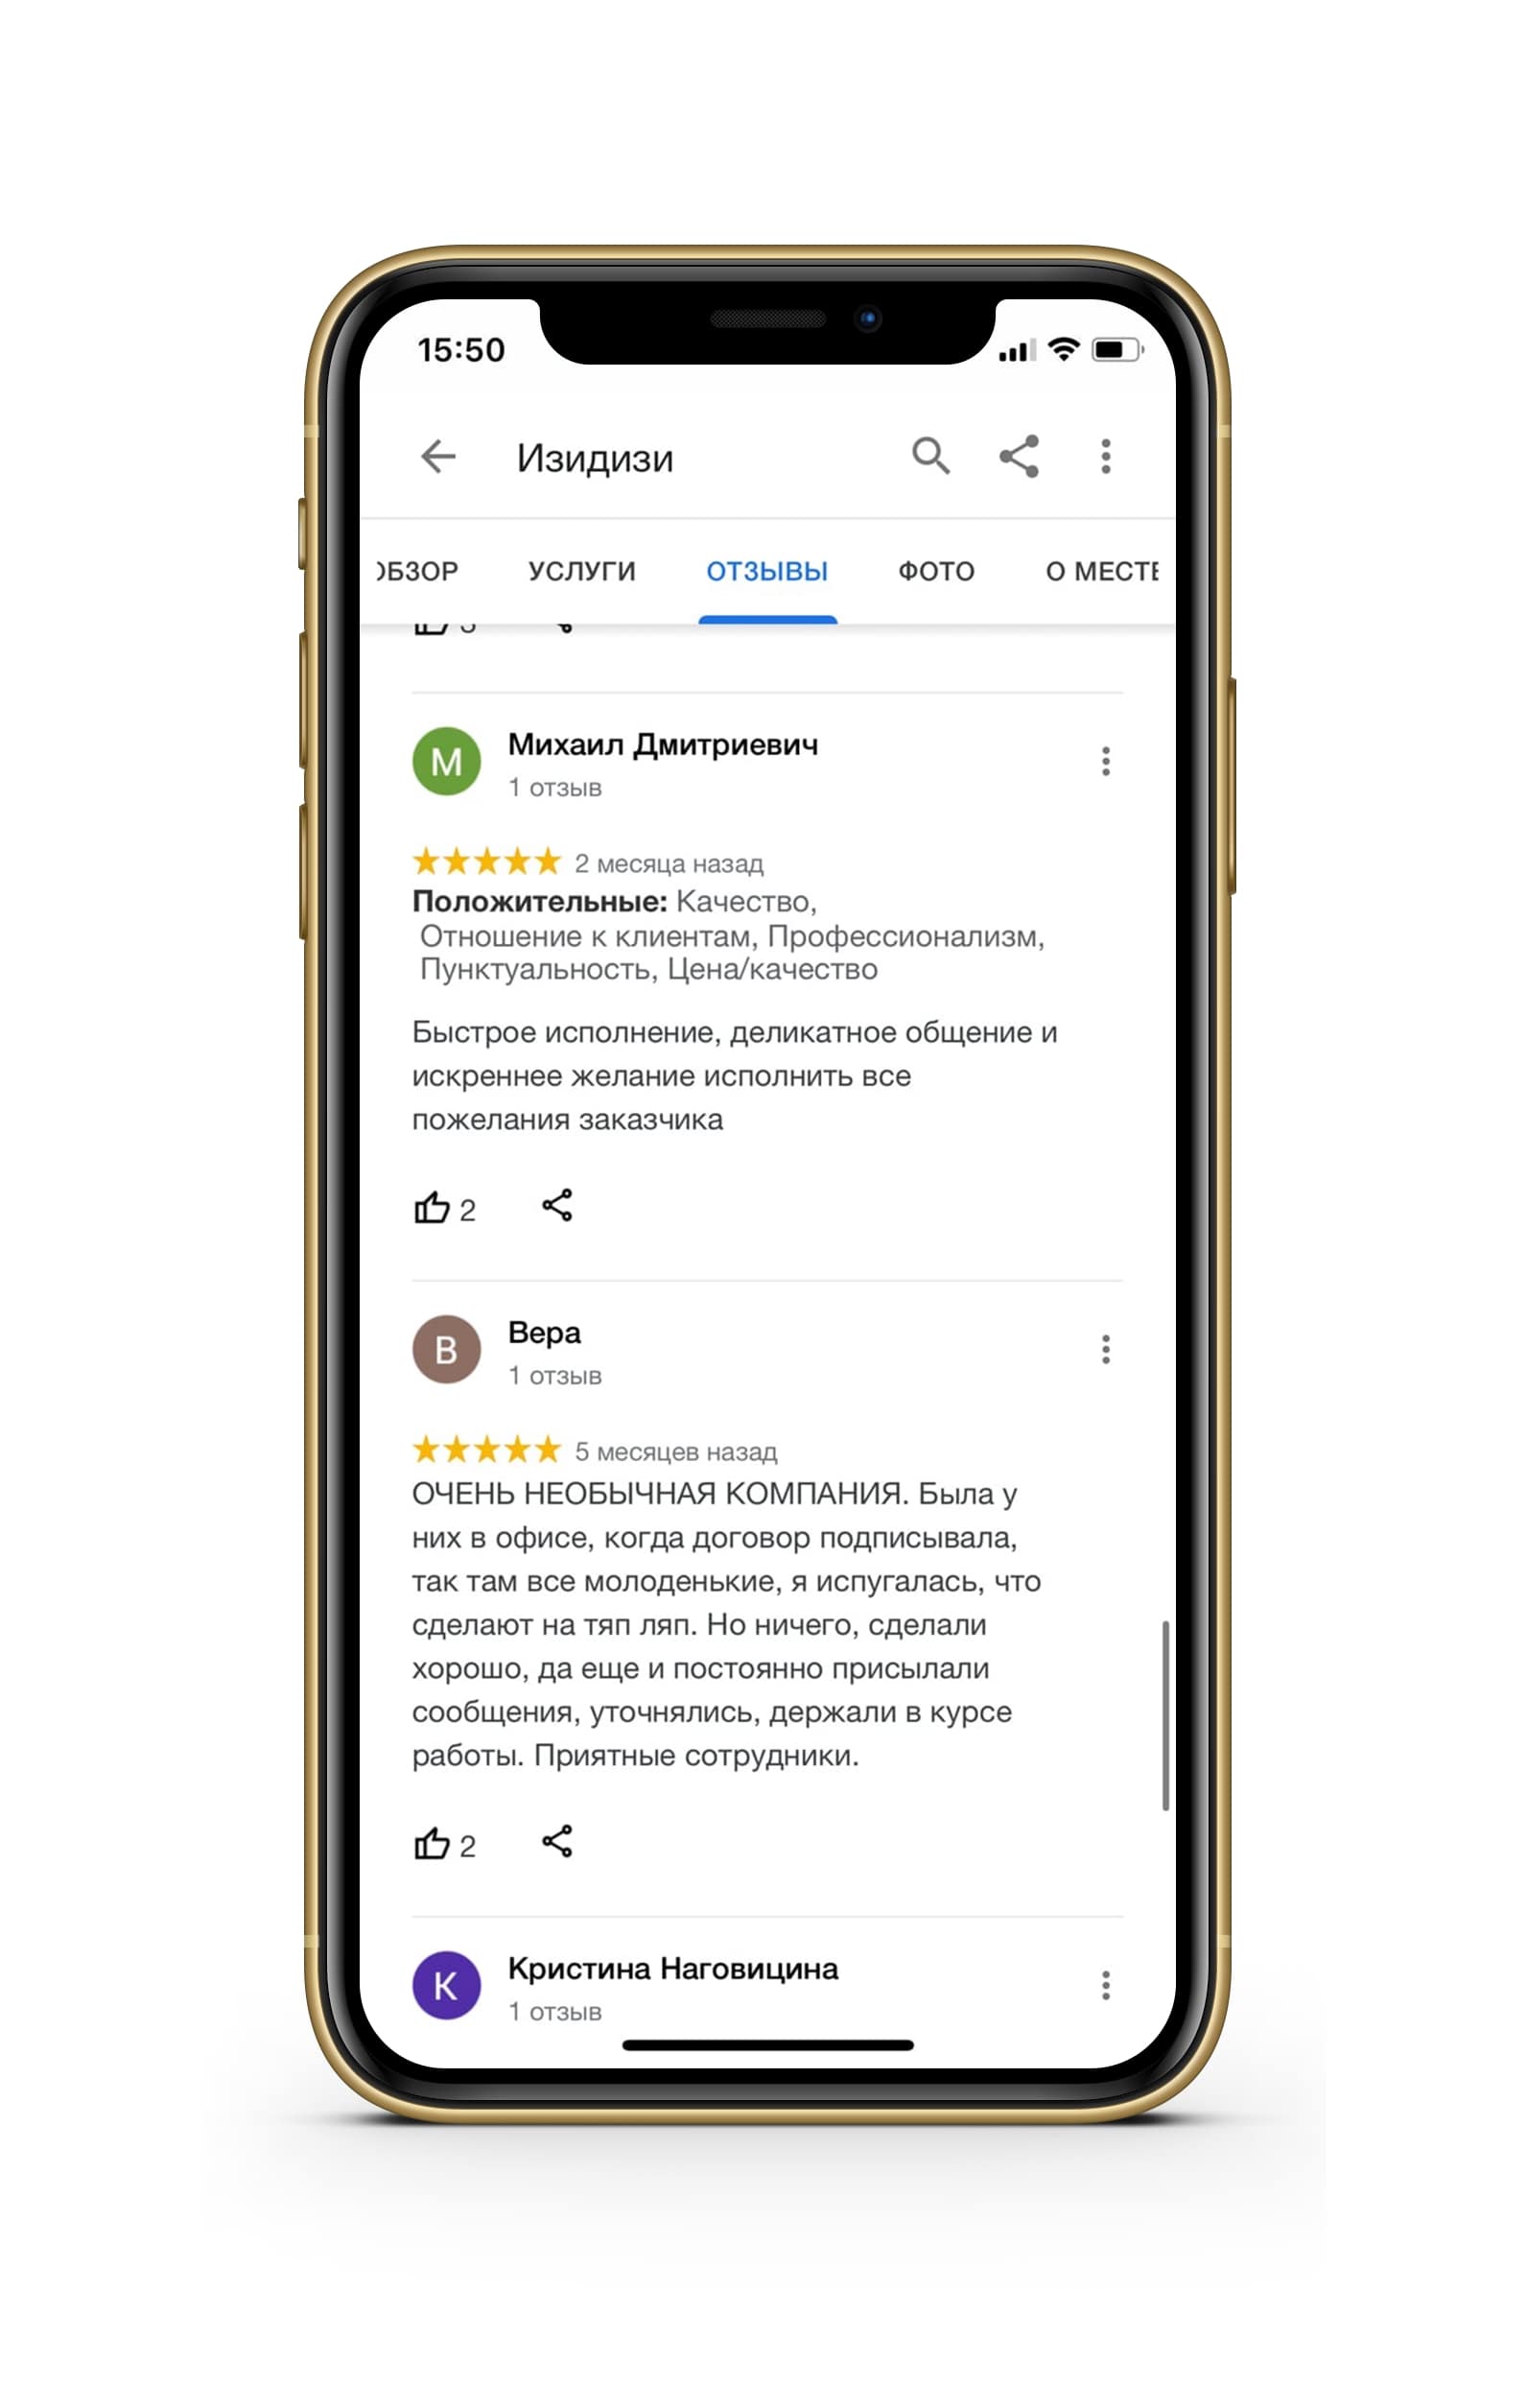 15:50
Изидизи
ОБЗОР УСЛУГИ ОТЗЫВЫ ФОТО О МЕСТЕ
М Михаил Дмитриевич
1 отзыв
2 месяца назад
Положительные: Качество,
Отношение к клиентам, Профессионализм,
Пунктуальность, Цена/качество
Быстрое исполнение, деликатное общение и
искреннее желание исполнить все
пожелания заказчика
2
В Вера
1 отзыв
5 месяцев назад
ОЧЕНЬ НЕОБЫЧНАЯ КОМПАНИЯ. Была у
них в офисе, когда договор подписывала,
так там все молоденькие, я испугалась, что
сделают на тяп ляп. Но ничего, сделали
хорошо, да еще и постоянно присылали
сообщения, уточнялись, держали в курсе
работы. Приятные сотрудники.
2
К Кристина Наговицина
1 отзыв